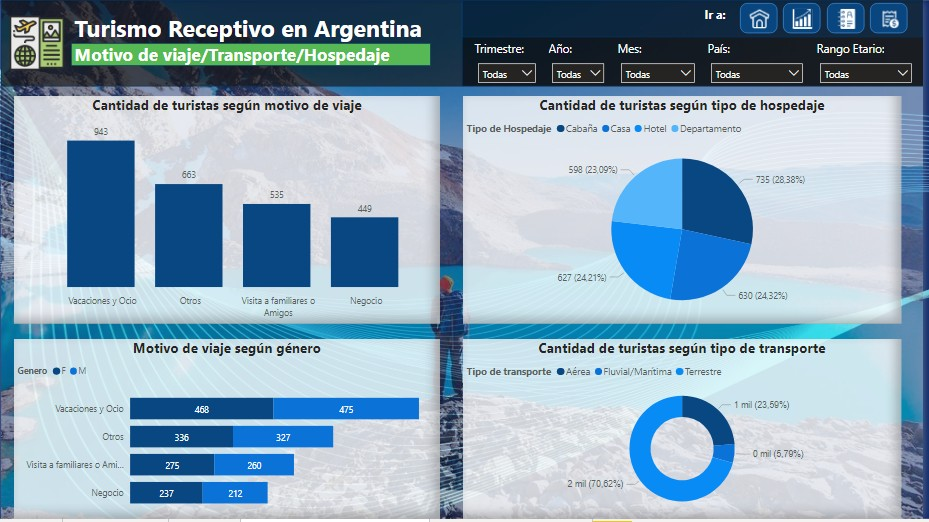 Turismo Receptivo en Argentina
Motivo de viaje/Transporte/Hospedaje
Ir a:
Trimestre: Año: Mes: País: Rango Etario:
Todas Todas Todas Todas Todas
Cantidad de turistas según motivo de viaje
943
663
535
449
Vacaciones y Ocio Otros Visita a familiares o Amigos Negocio
Cantidad de turistas según tipo de hospedaje
Tipo de Hospedaje Cabaña Casa Hotel Departamento
598 (23,09%)
735 (28,38%)
627 (24,21%)
630 (24,32%)
Motivo de viaje según género
Genero F M
Vacaciones y Ocio 468 475
Otros 336 327
Visita a familiares o Ami... 275 260
Negocio 237 212
Cantidad de turistas según tipo de transporte
Tipo de transporte Aérea Fluvial/Marítima Terrestre
1 mil (23,59%)
0 mil (5,79%)
2 mil (70,62%)